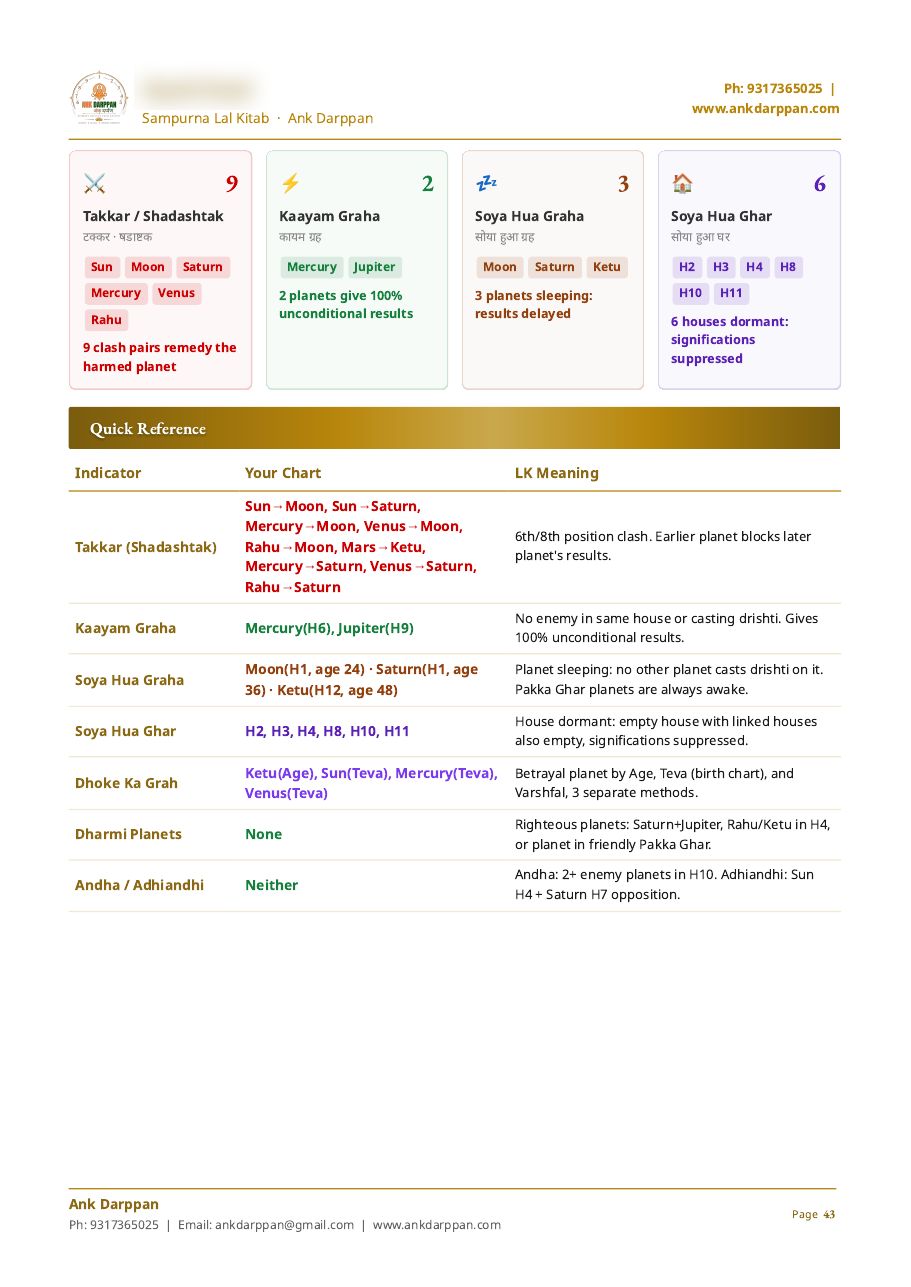 ANK DARPPAN
Sampurna Lal Kitab · Ank Darppan
Ph: 9317365025 |
www.ankdarppan.com
9
Takkar / Shadashtak
टक्कर · षडाष्टक
Sun Moon Saturn
Mercury Venus
Rahu
9 clash pairs remedy the
harmed planet
2
Kaayam Graha
कायम ग्रह
Mercury Jupiter
2 planets give 100%
unconditional results
3
Soya Hua Graha
सोया हुआ ग्रह
Moon Saturn Ketu
3 planets sleeping:
results delayed
6
Soya Hua Ghar
सोया हुआ घर
H2 H3 H4 H8
H10 H11
6 houses dormant:
significations
suppressed
Quick Reference
Indicator Your Chart LK Meaning
Takkar (Shadashtak)
Sun→Moon, Sun→Saturn,
Mercury→Moon, Venus→Moon,
Rahu→Moon, Mars→Ketu,
Mercury→Saturn, Venus→Saturn,
Rahu→Saturn
6th/8th position clash. Earlier planet blocks later
planet's results.
Kaayam Graha
Mercury(H6), Jupiter(H9)
No enemy in same house or casting drishti. Gives
100% unconditional results.
Soya Hua Graha
Moon(H1, age 24) · Saturn(H1, age
36) · Ketu(H12, age 48)
Planet sleeping: no other planet casts drishti on it.
Pakka Ghar planets are always awake.
Soya Hua Ghar
H2, H3, H4, H8, H10, H11
House dormant: empty house with linked houses
also empty, significations suppressed.
Dhoke Ka Grah
Ketu(Age), Sun(Teva), Mercury(Teva),
Venus(Teva)
Betrayal planet by Age, Teva (birth chart), and
Varshfal, 3 separate methods.
Dharmi Planets
None
Righteous planets: Saturn+Jupiter, Rahu/Ketu in H4,
or planet in friendly Pakka Ghar.
Andha / Adhiandhi
Neither
Andha: 2+ enemy planets in H10. Adhiandhi: Sun
H4 + Saturn H7 opposition.
Ank Darppan
Ph: 9317365025 | Email: ankdarppan@gmail.com | www.ankdarppan.com
Page 43